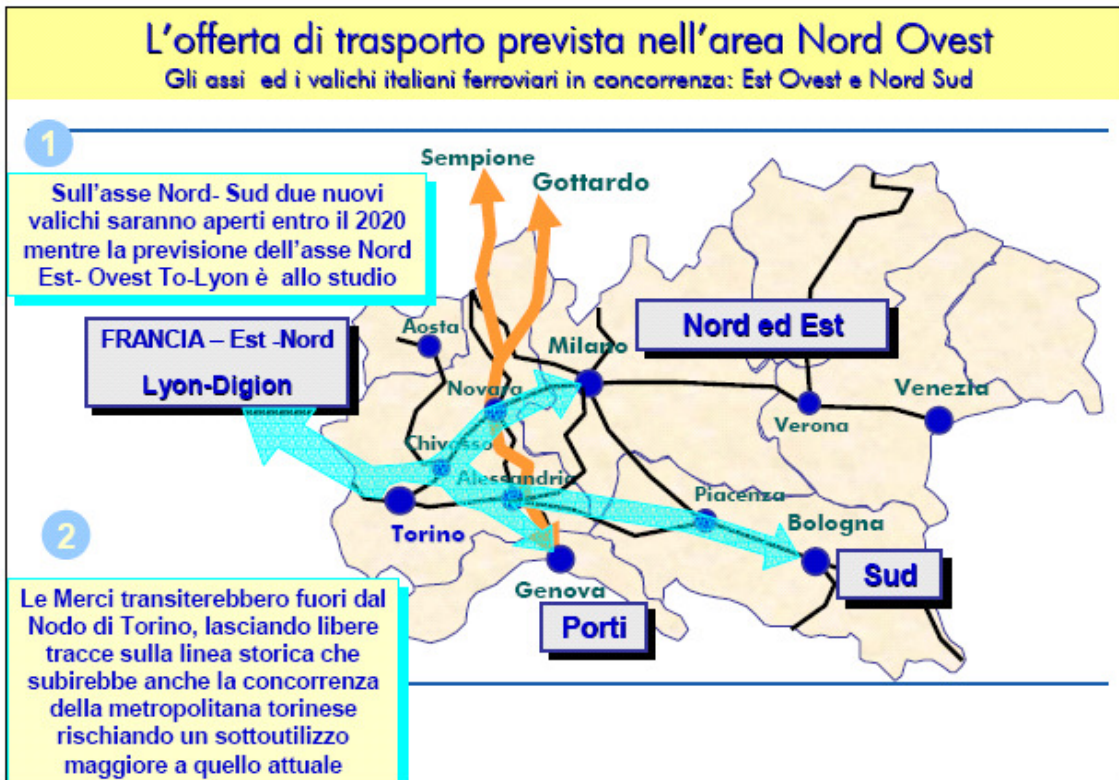 L'offerta di trasporto prevista nell'area Nord Ovest
Gli assi ed i valichi italiani ferroviari in concorrenza: Est Ovest e Nord Sud
1
Sull'asse Nord- Sud due nuovi
valichi saranno aperti entro il 2020
mentre la previsione dell'asse Nord
Est- Ovest To-Lyon è allo studio
Sempione
Gottardo
FRANCIA – Est -Nord
Lyon-Digion
Aosta
Milano
Nord ed Est
Novara
Venezia
Verona
Chivasso
Alessandria
Piacenza
Bologna
Torino
Genova
Sud
Porti
2
Le Merci transiterebbero fuori dal
Nodo di Torino, lasciando libere
tracce sulla linea storica che
subirebbe anche la concorrenza
della metropolitana torinese
rischiando un sottoutilizzo
maggiore a quello attuale